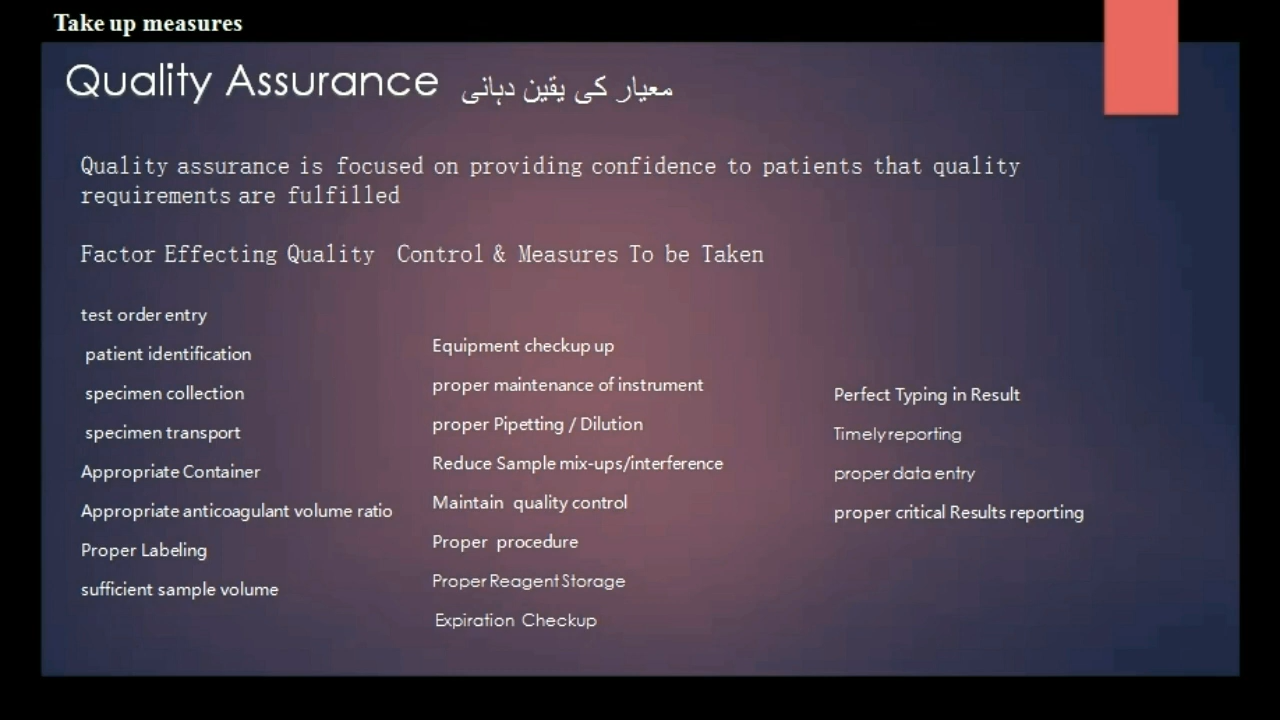 Take up measures
Quality Assurance معیار کی یقین دہانی
Quality assurance is focused on providing confidence to patients that quality
requirements are fulfilled
Factor Effecting Quality Control & Measures To be Taken
test order entry
patient identification
specimen collection
specimen transport
Appropriate Container
Appropriate anticoagulant volume ratio
Proper Labeling
sufficient sample volume
Equipment checkup up
proper maintenance of instrument
proper Pipetting / Dilution
Reduce Sample mix-ups/interference
Maintain quality control
Proper procedure
Proper Reagent Storage
Expiration Checkup
Perfect Typing in Result
Timely reporting
proper data entry
proper critical Results reporting